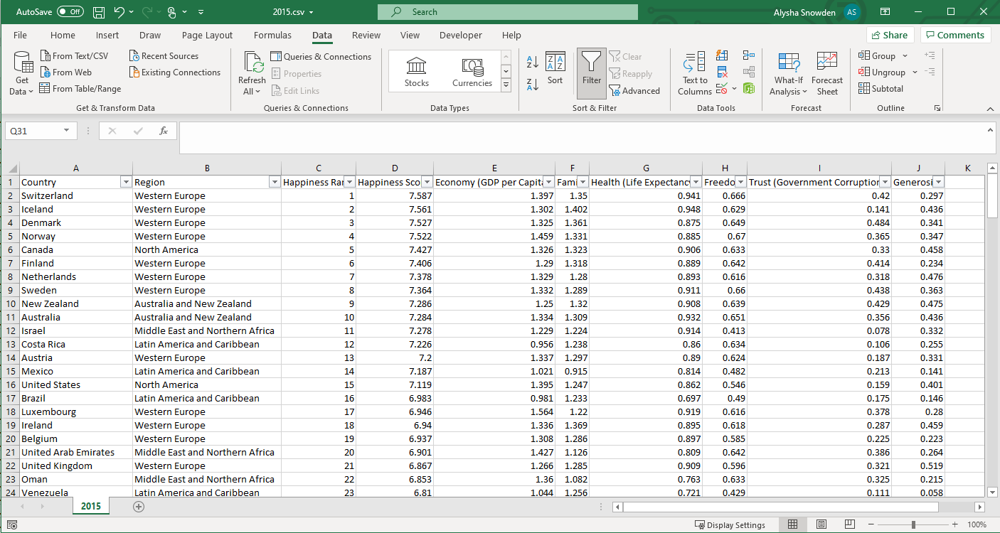 AutoSave Off 2015.csv Search Alysha Snowden AS
File Home Insert Draw Page Layout Formulas Data Review View Developer Help Share Comments
From Text/CSV Recent Sources Queries & Connections Clear Group
From Web Existing Connections Properties Reapply Ungroup
Get Data From Table/Range Refresh All Edit Links Stocks Currencies Sort Filter Advanced Text to Columns What-If Analysis Forecast Sheet Subtotal
Get & Transform Data Queries & Connections Data Types Sort & Filter Data Tools Forecast Outline
Q31 fx
A B C D E F G H I J K
1 Country Region Happiness Rar Happiness Sco Economy (GDP per Capita Fami Health (Life Expectancy Freedo Trust (Government Corruption Generosi
2 Switzerland Western Europe 1 7.587 1.397 1.35 0.941 0.666 0.42 0.297
3 Iceland Western Europe 2 7.561 1.302 1.402 0.948 0.629 0.141 0.436
4 Denmark Western Europe 3 7.527 1.325 1.361 0.875 0.649 0.484 0.341
5 Norway Western Europe 4 7.522 1.459 1.331 0.885 0.67 0.365 0.347
6 Canada North America 5 7.427 1.326 1.323 0.906 0.633 0.33 0.458
7 Finland Western Europe 6 7.406 1.29 1.318 0.889 0.642 0.414 0.234
8 Netherlands Western Europe 7 7.378 1.329 1.28 0.893 0.616 0.318 0.476
9 Sweden Western Europe 8 7.364 1.332 1.289 0.911 0.66 0.438 0.363
10 New Zealand Australia and New Zealand 9 7.286 1.25 1.32 0.908 0.639 0.429 0.475
11 Australia Australia and New Zealand 10 7.284 1.334 1.309 0.932 0.651 0.356 0.436
12 Israel Middle East and Northern Africa 11 7.278 1.229 1.224 0.914 0.413 0.078 0.332
13 Costa Rica Latin America and Caribbean 12 7.226 0.956 1.238 0.86 0.634 0.106 0.255
14 Austria Western Europe 13 7.2 1.337 1.297 0.89 0.624 0.187 0.331
15 Mexico Latin America and Caribbean 14 7.187 1.021 0.915 0.814 0.482 0.213 0.141
16 United States North America 15 7.119 1.395 1.247 0.862 0.546 0.159 0.401
17 Brazil Latin America and Caribbean 16 6.983 0.981 1.233 0.697 0.49 0.175 0.146
18 Luxembourg Western Europe 17 6.946 1.564 1.22 0.919 0.616 0.378 0.28
19 Ireland Western Europe 18 6.94 1.336 1.369 0.895 0.618 0.287 0.459
20 Belgium Western Europe 19 6.937 1.308 1.286 0.897 0.585 0.225 0.223
21 United Arab Emirates Middle East and Northern Africa 20 6.901 1.427 1.126 0.809 0.642 0.386 0.264
22 United Kingdom Western Europe 21 6.867 1.266 1.285 0.909 0.596 0.321 0.519
23 Oman Middle East and Northern Africa 22 6.853 1.36 1.082 0.763 0.633 0.325 0.215
24 Venezuela Latin America and Caribbean 23 6.81 1.044 1.256 0.721 0.429 0.111 0.058
2015
Display Settings 100%